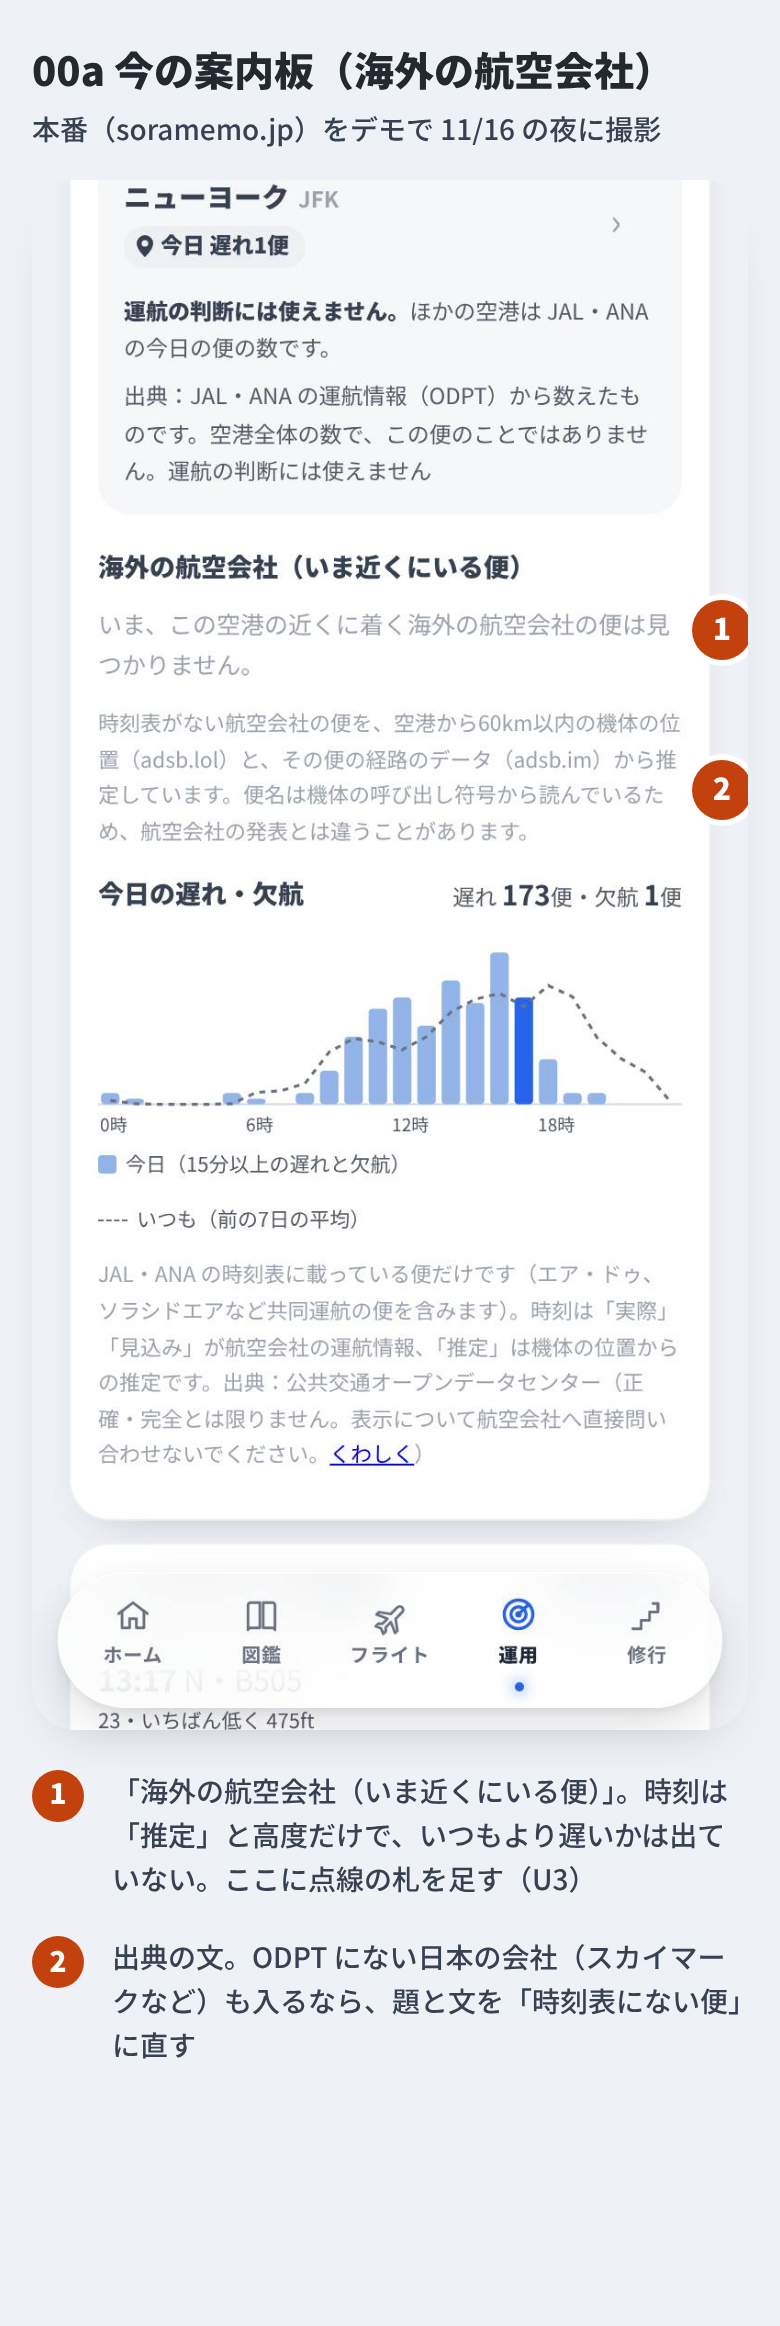 00a 今の案内板（海外の航空会社）
本番（soramemo.jp）をデモで 11/16 の夜に撮影
ニューヨーク JFK
今日 遅れ1便
運航の判断には使えません。ほかの空港は JAL・ANA
の今日の便の数です。
出典：JAL・ANA の運航情報（ODPT）から数えたも
のです。空港全体の数で、この便のことではありませ
ん。運航の判断には使えません
海外の航空会社（いま近くにいる便）
いま、この空港の近くに着く海外の航空会社の便は見
つかりません。
1
時刻表がない航空会社の便を、空港から60km以内の機体の位
置（adsb.lol）と、その便の経路のデータ（adsb.im）から推
定しています。便名は機体の呼び出し符号から読んでいるた
め、航空会社の発表とは違うことがあります。
2
今日の遅れ・欠航
遅れ 173便・欠航 1便
0時 6時 12時 18時
今日（15分以上の遅れと欠航）
---- いつも（前の7日の平均）
JAL・ANA の時刻表に載っている便だけです（エア・ドゥ、
ソラシドエアなど共同運航の便を含みます）。時刻は「実際」
「見込み」が航空会社の運航情報、「推定」は機体の位置から
の推定です。出典：公共交通オープンデータセンター（正
確・完全とは限りません。表示について航空会社へ直接問い
合わせないでください。くわしく）
ホーム 図鑑 フライト 運用 修行
13:17 N・B505
23・いちばん低く 475ft
1 「海外の航空会社（いま近くにいる便）」。時刻は
「推定」と高度だけで、いつもより遅いかは出て
いない。ここに点線の札を足す（U3）
2 出典の文。ODPT にない日本の会社（スカイマー
クなど）も入るなら、題と文を「時刻表にない便」
に直す